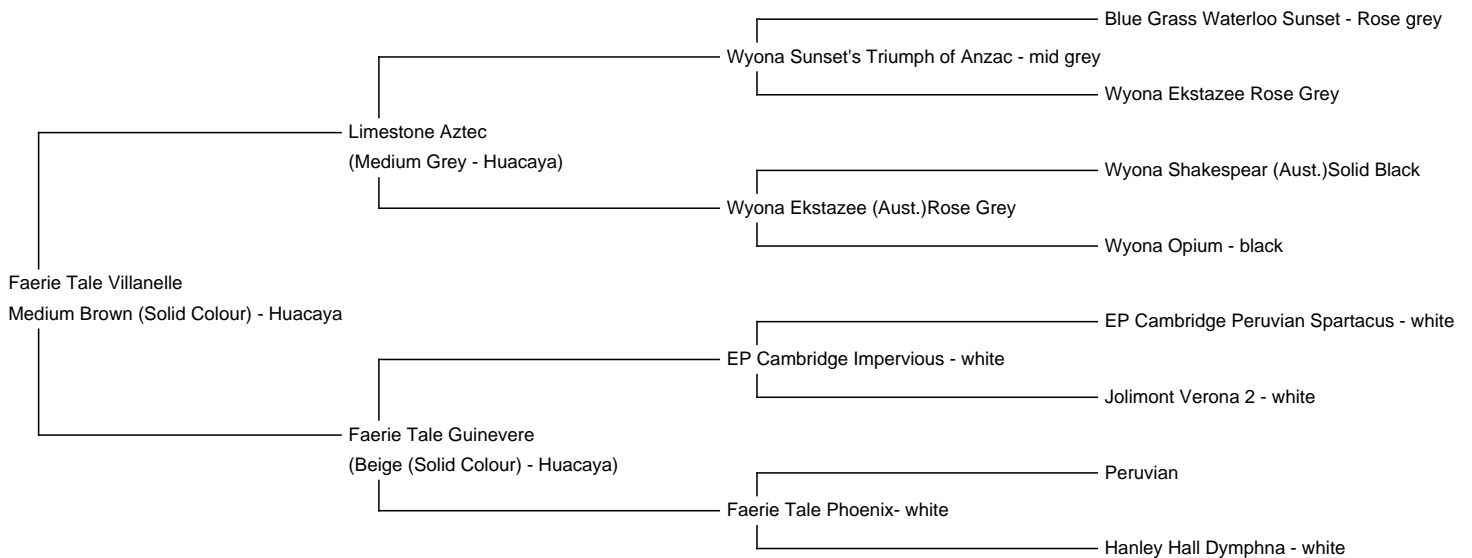 Blue Grass Waterloo Sunset - Rose grey
Wyona Sunset's Triumph of Anzac - mid grey
Wyona Ekstazee Rose Grey
Limestone Aztec
(Medium Grey - Huacaya)
Wyona Shakespear (Aust.)Solid Black
Wyona Ekstazee (Aust.)Rose Grey
Wyona Opium - black
Faerie Tale Villanelle
Medium Brown (Solid Colour) - Huacaya
EP Cambridge Peruvian Spartacus - white
EP Cambridge Impervious - white
Jolimont Verona 2 - white
Faerie Tale Guinevere
(Beige (Solid Colour) - Huacaya)
Peruvian
Faerie Tale Phoenix- white
Hanley Hall Dymphna - white